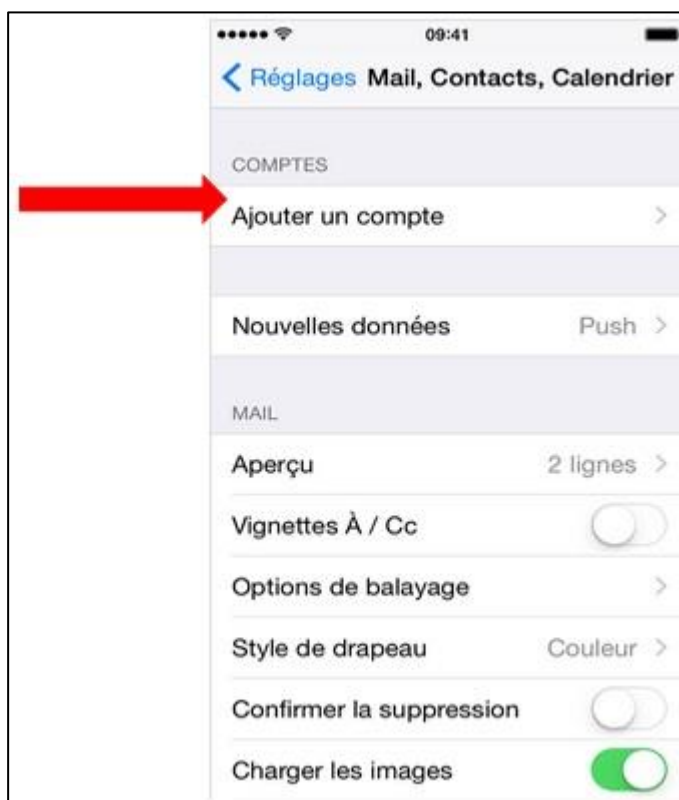 09:41
Réglages Mail, Contacts, Calendrier
COMPTES
Ajouter un compte
Nouvelles données Push
MAIL
Aperçu 2 lignes
Vignettes À / Cc
Options de balayage
Style de drapeau Couleur
Confirmer la suppression
Charger les images